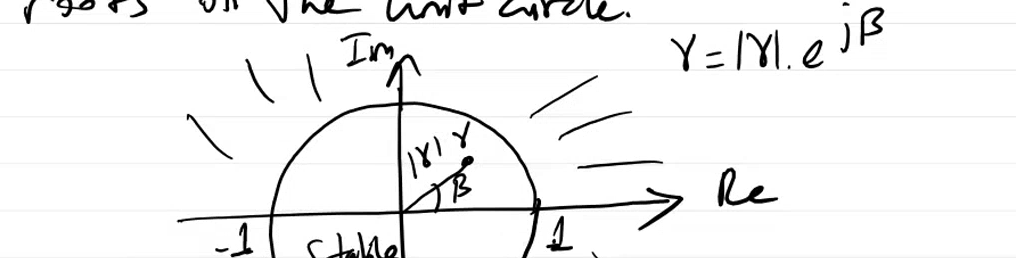 on the unit circle.
Im
γ = |γ|. e^{jβ}
|γ| γ
β
Re
-1 Stable 1